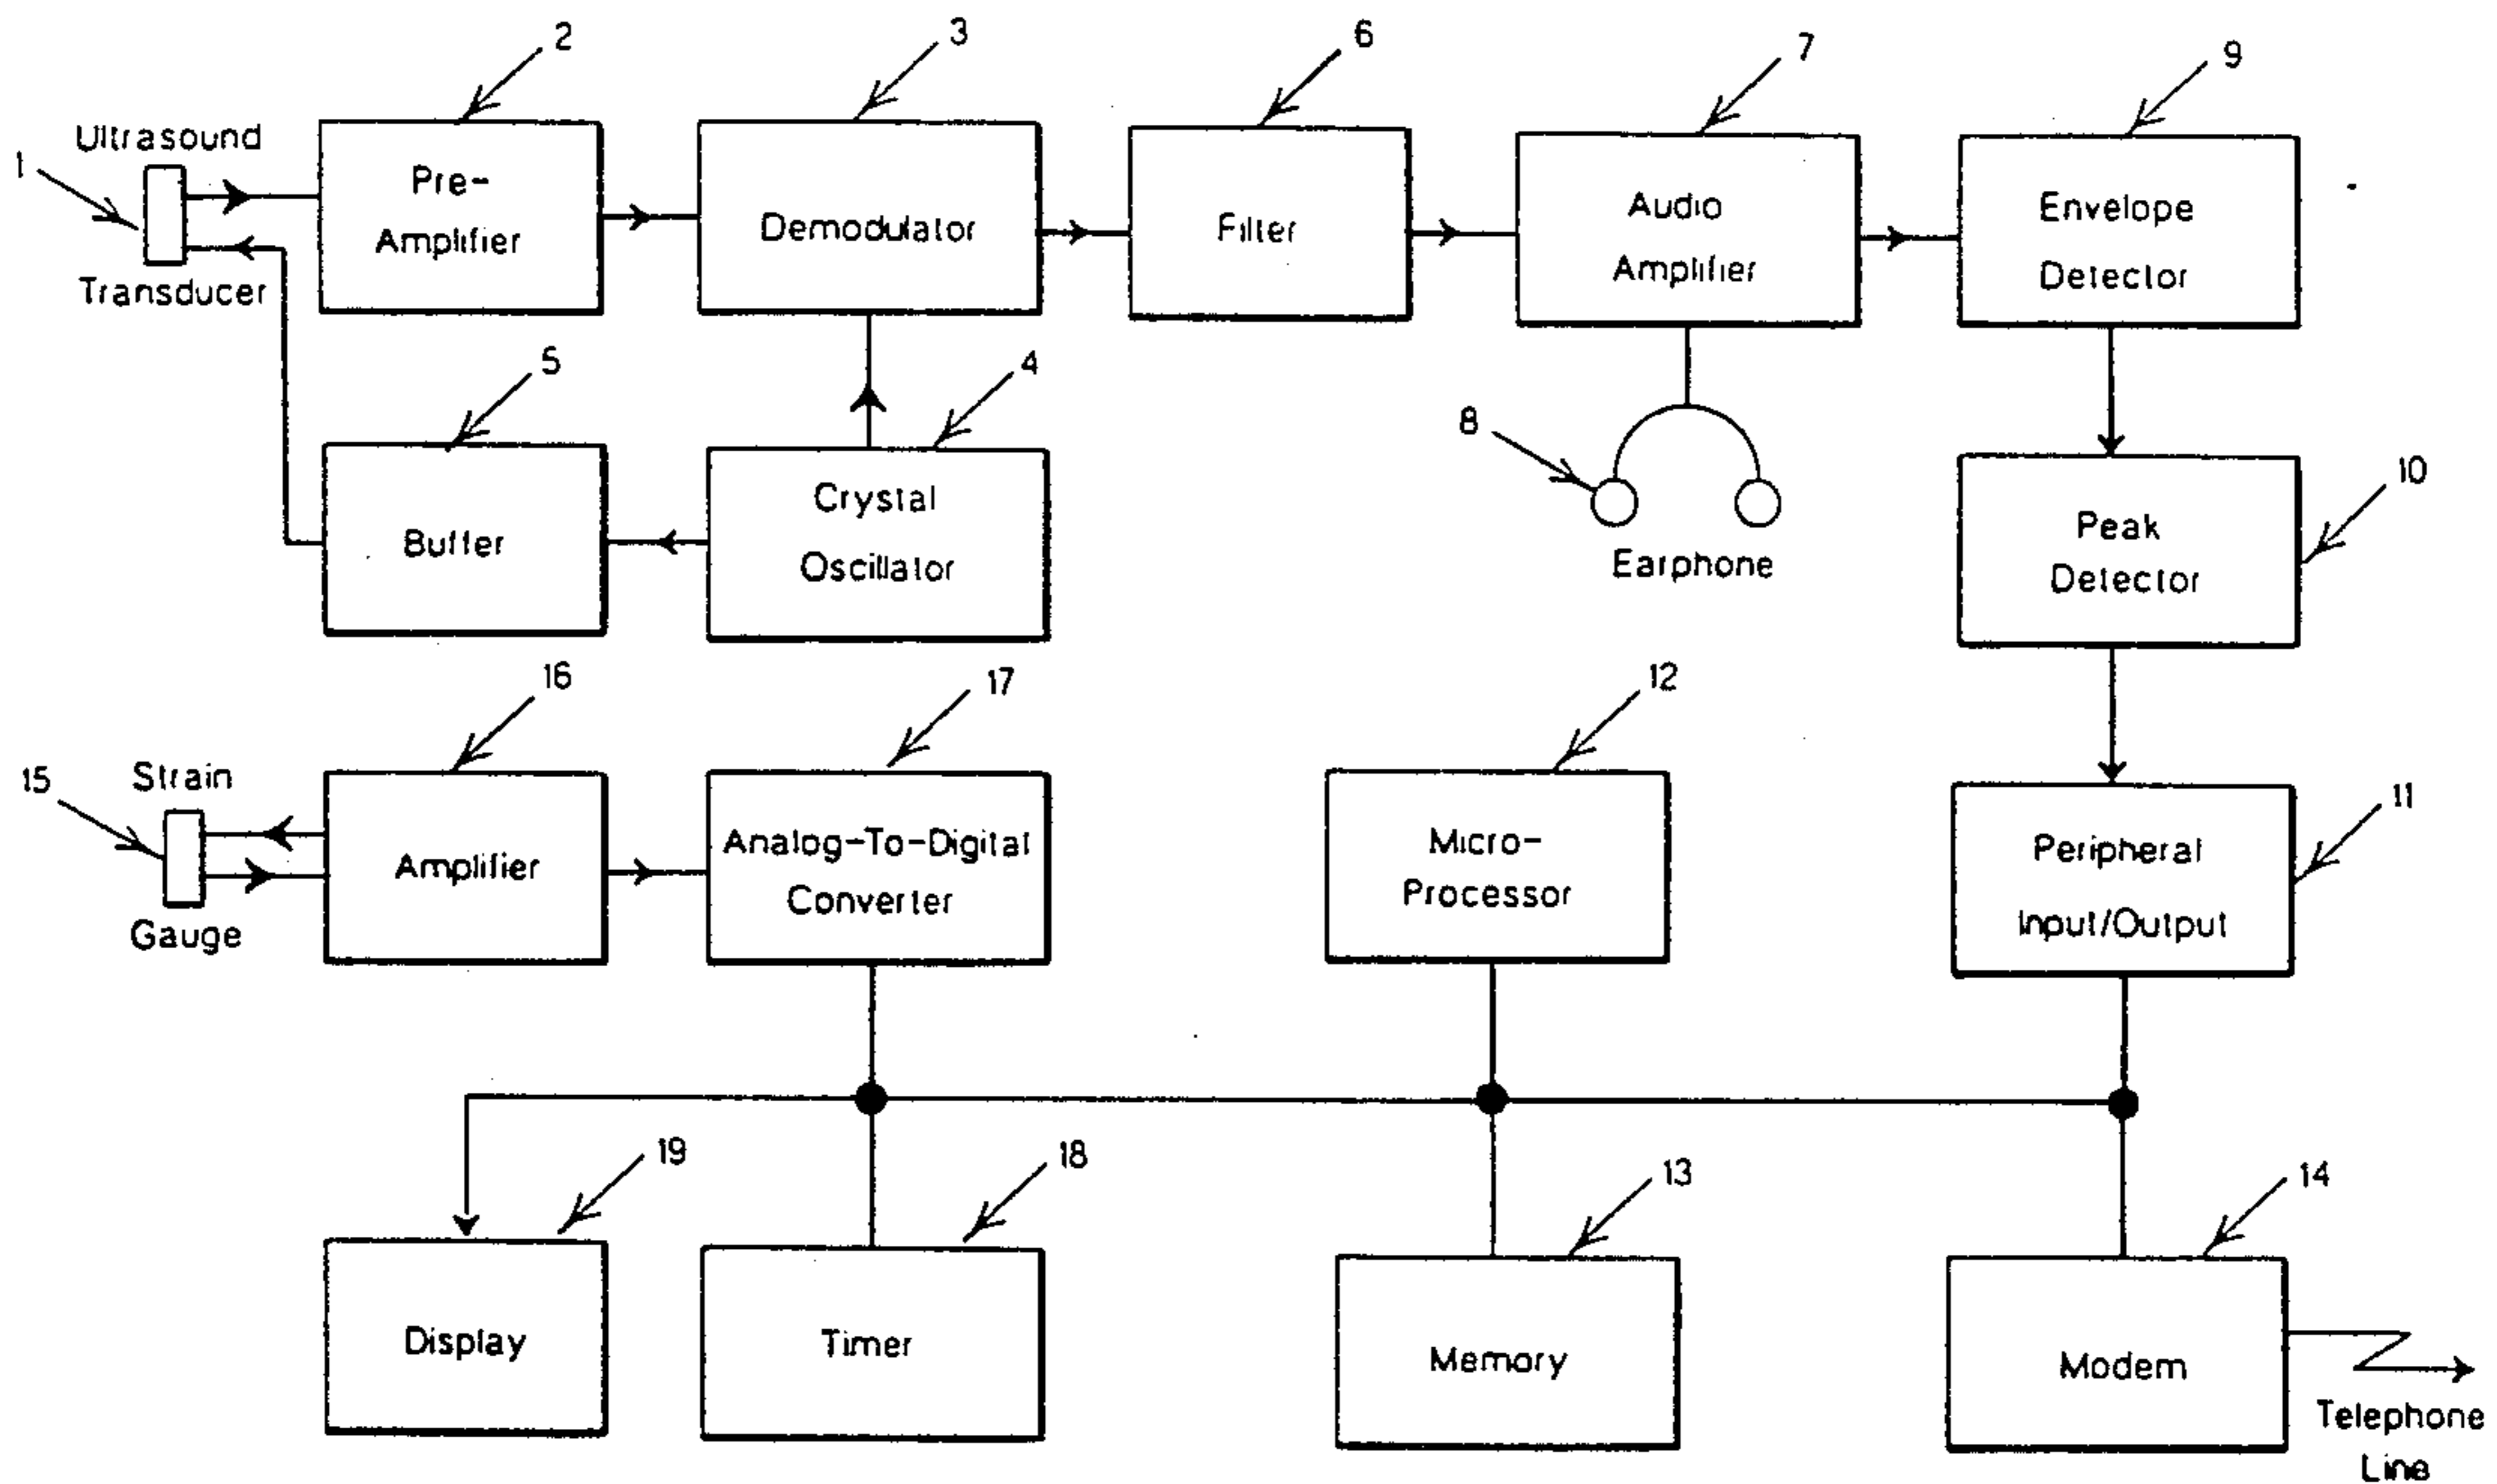 2
3
6
7
9
1
Ultrasound
Transducer
Pre-
Amplifier
Demodulator
Filter
Audio
Amplifier
Envelope
Detector
5
4
8
10
Buffer
Crystal
Oscillator
Earphone
Peak
Detector
16
17
12
11
15
Strain
Gauge
Amplifier
Analog-To-Digital
Converter
Micro-
Processor
Peripheral
Input/Output
19
18
13
14
Display
Timer
Memory
Modem
Telephone
Line